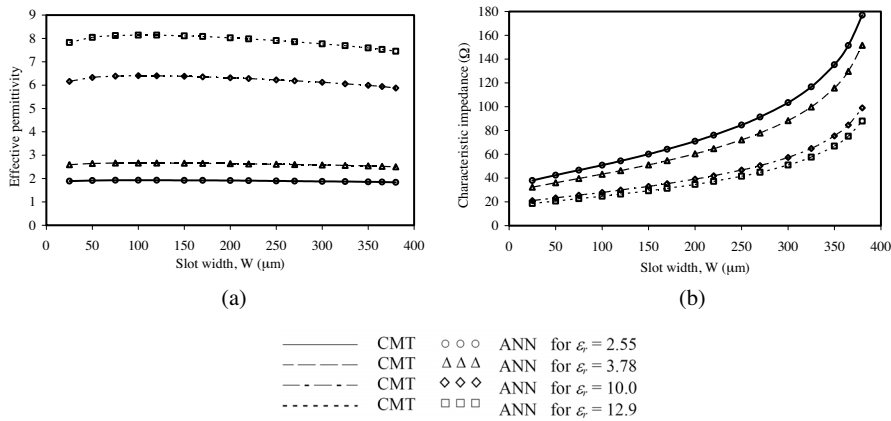 9
8
7
6
5
4
3
2
1
0
Effective permittivity
0 50 100 150 200 250 300 350 400
Slot width, W (μm)
(a)
180
160
140
120
100
80
60
40
20
0
Characteristic impedance (Ω)
0 50 100 150 200 250 300 350 400
Slot width, W (μm)
(b)
CMT ANN for εr = 2.55
CMT ANN for εr = 3.78
CMT ANN for εr = 10.0
CMT ANN for εr = 12.9